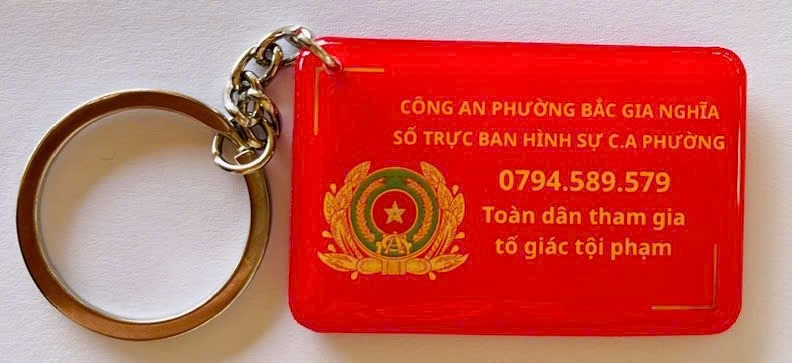 CÔNG AN PHƯỜNG BẮC GIA NGHĨA
SỐ TRỰC BAN HÌNH SỰ C.A PHƯỜNG
0794.589.579
Toàn dân tham gia
tố giác tội phạm
CA